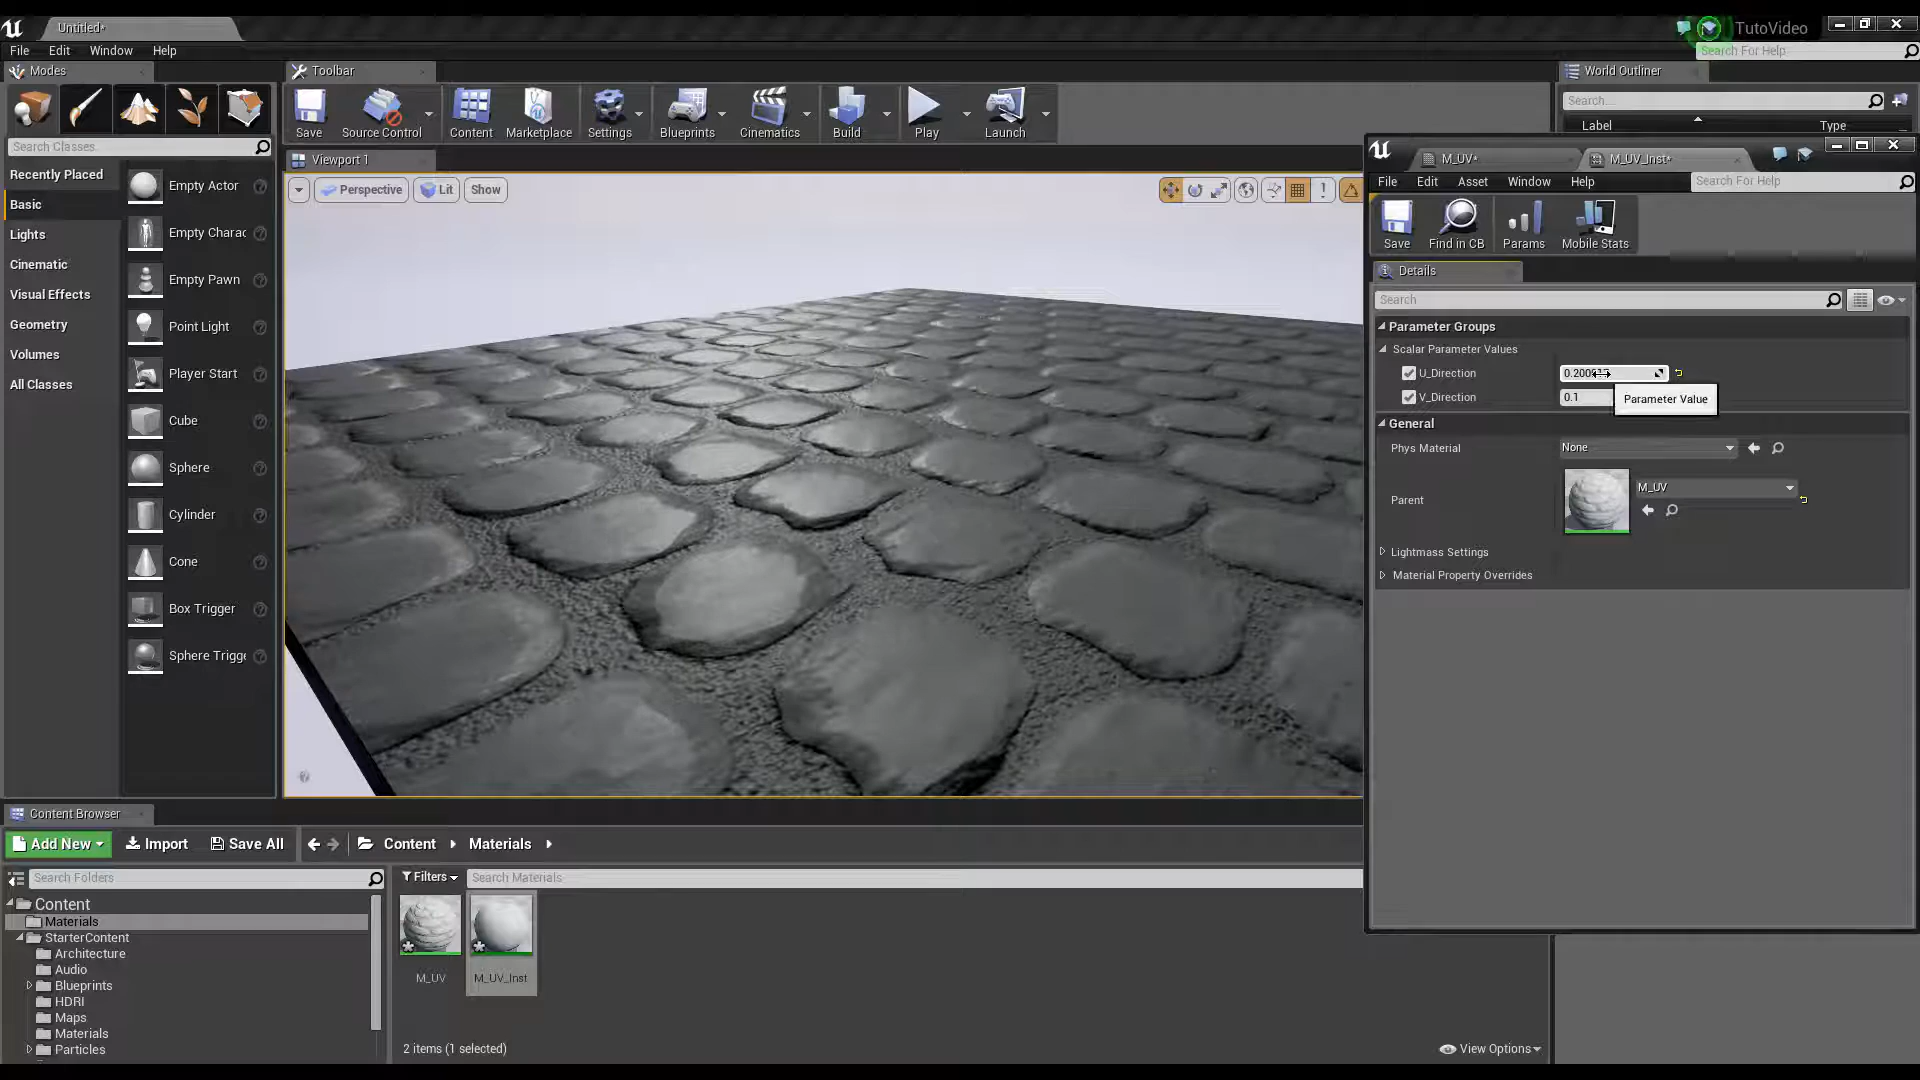 Untitled*
TutoVideo
File Edit Window Help
Search For Help
Modes
Toolbar
World Outliner
Save
Source Control
Content
Marketplace
Settings
Blueprints
Cinematics
Build
Play
Launch
Search...
Label Type
Search Classes
Viewport 1
Recently Placed
Basic
Lights
Cinematic
Visual Effects
Geometry
Volumes
All Classes
Empty Actor
Empty Charac
Empty Pawn
Point Light
Player Start
Cube
Sphere
Cylinder
Cone
Box Trigger
Sphere Trigge
Perspective
Lit
Show
M_UV*
M_UV_Inst*
File Edit Asset Window Help
Search For Help
Save
Find in CB
Params
Mobile Stats
Details
Search
Parameter Groups
Scalar Parameter Values
U_Direction
V_Direction
0.1
Parameter Value
General
Phys Material
None
Parent
M_UV
Lightmass Settings
Material Property Overrides
Content Browser
Add New
Import
Save All
Content
Materials
Search Folders
Filters
Search Materials
Content
Materials
StarterContent
Architecture
Audio
Blueprints
HDRI
Maps
Materials
Particles
M_UV
M_UV_Inst
2 items (1 selected)
View Options